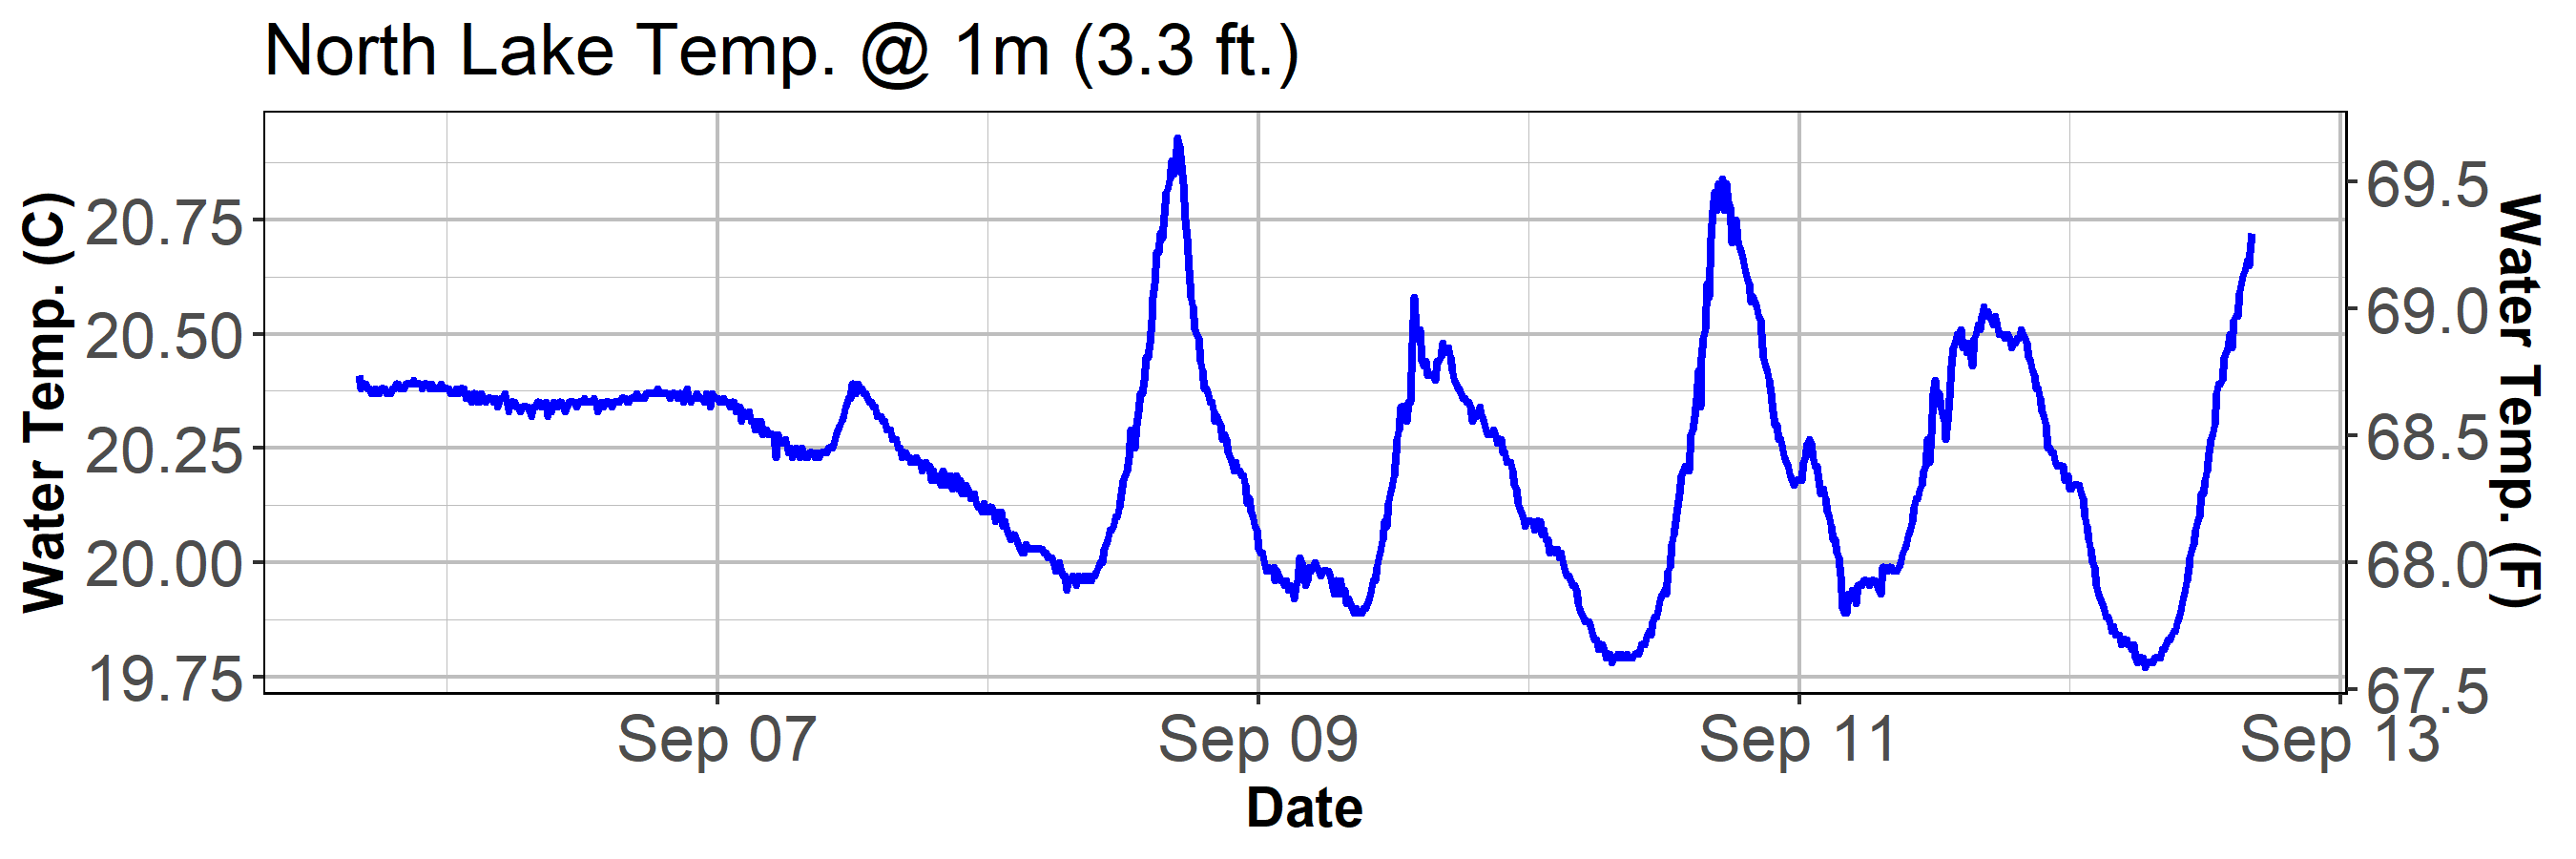 North Lake Temp. @ 1m (3.3 ft.)
Water Temp. (C)
20.75
20.50
20.25
20.00
19.75
69.5
69.0
68.5
68.0
67.5
Water Temp. (F)
Sep 07 Sep 09 Sep 11 Sep 13
Date